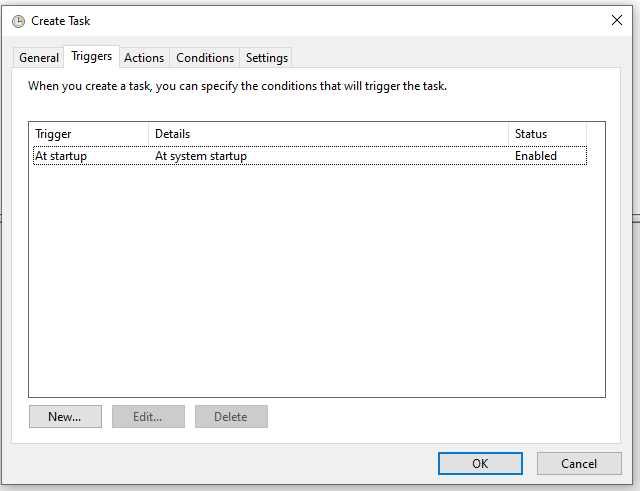 Create Task
General Triggers Actions Conditions Settings
When you create a task, you can specify the conditions that will trigger the task.
Trigger Details Status
At startup At system startup Enabled
New... Edit... Delete
OK Cancel